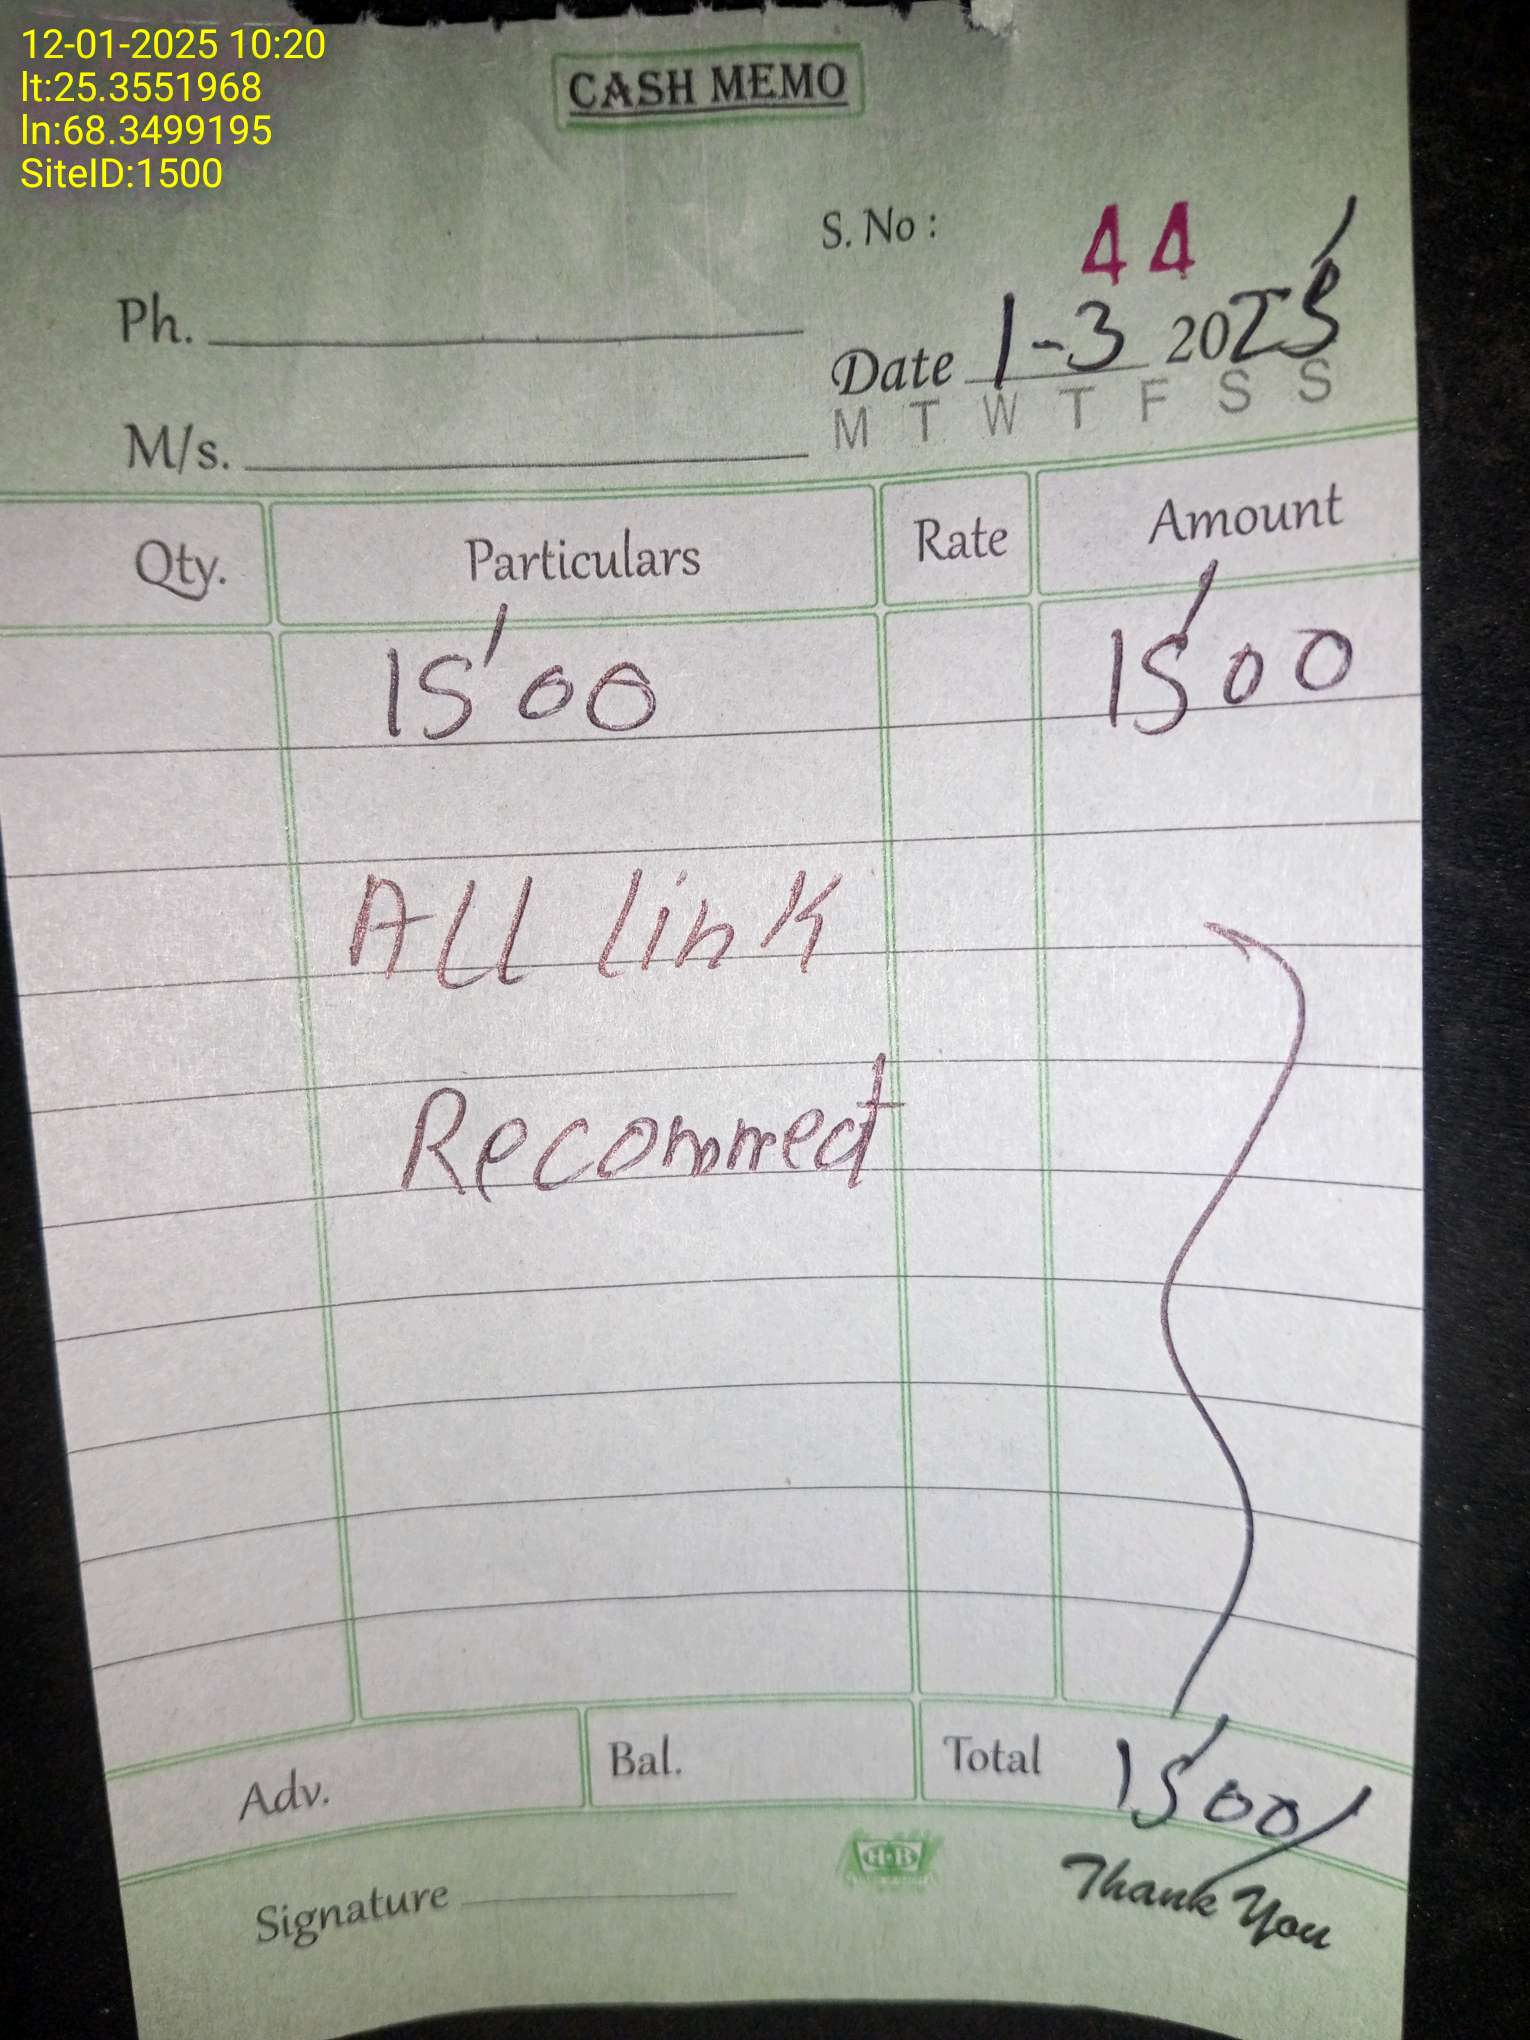 12-01-2025 10:20
lt:25.3551968
ln:68.3499195
SiteID:1500
CASH MEMO
S. No : 44
Ph.
Date 1-3 2025
M T W T F S S
M/s.
Qty. Particulars Rate Amount
1500 1500
All link
Recommed
Adv. Bal. Total 1500/
H·B
Signature
Thank You